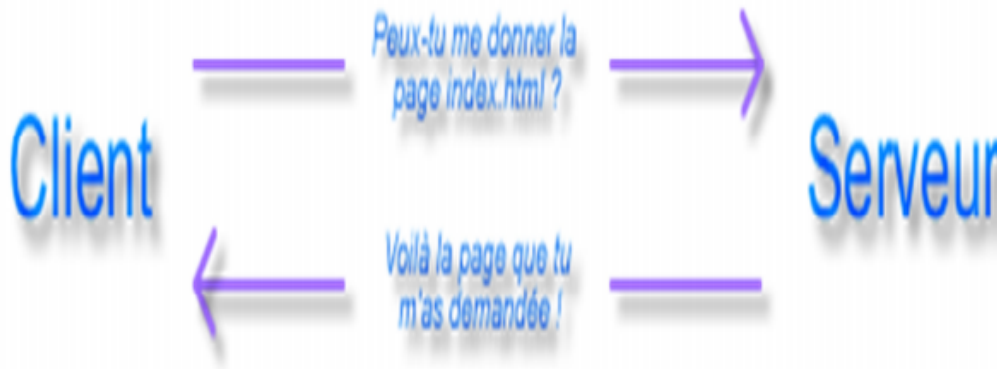 Peux-tu me donner la
page index.html ?
Client
Serveur
Voilà la page que tu
m'as demandée !